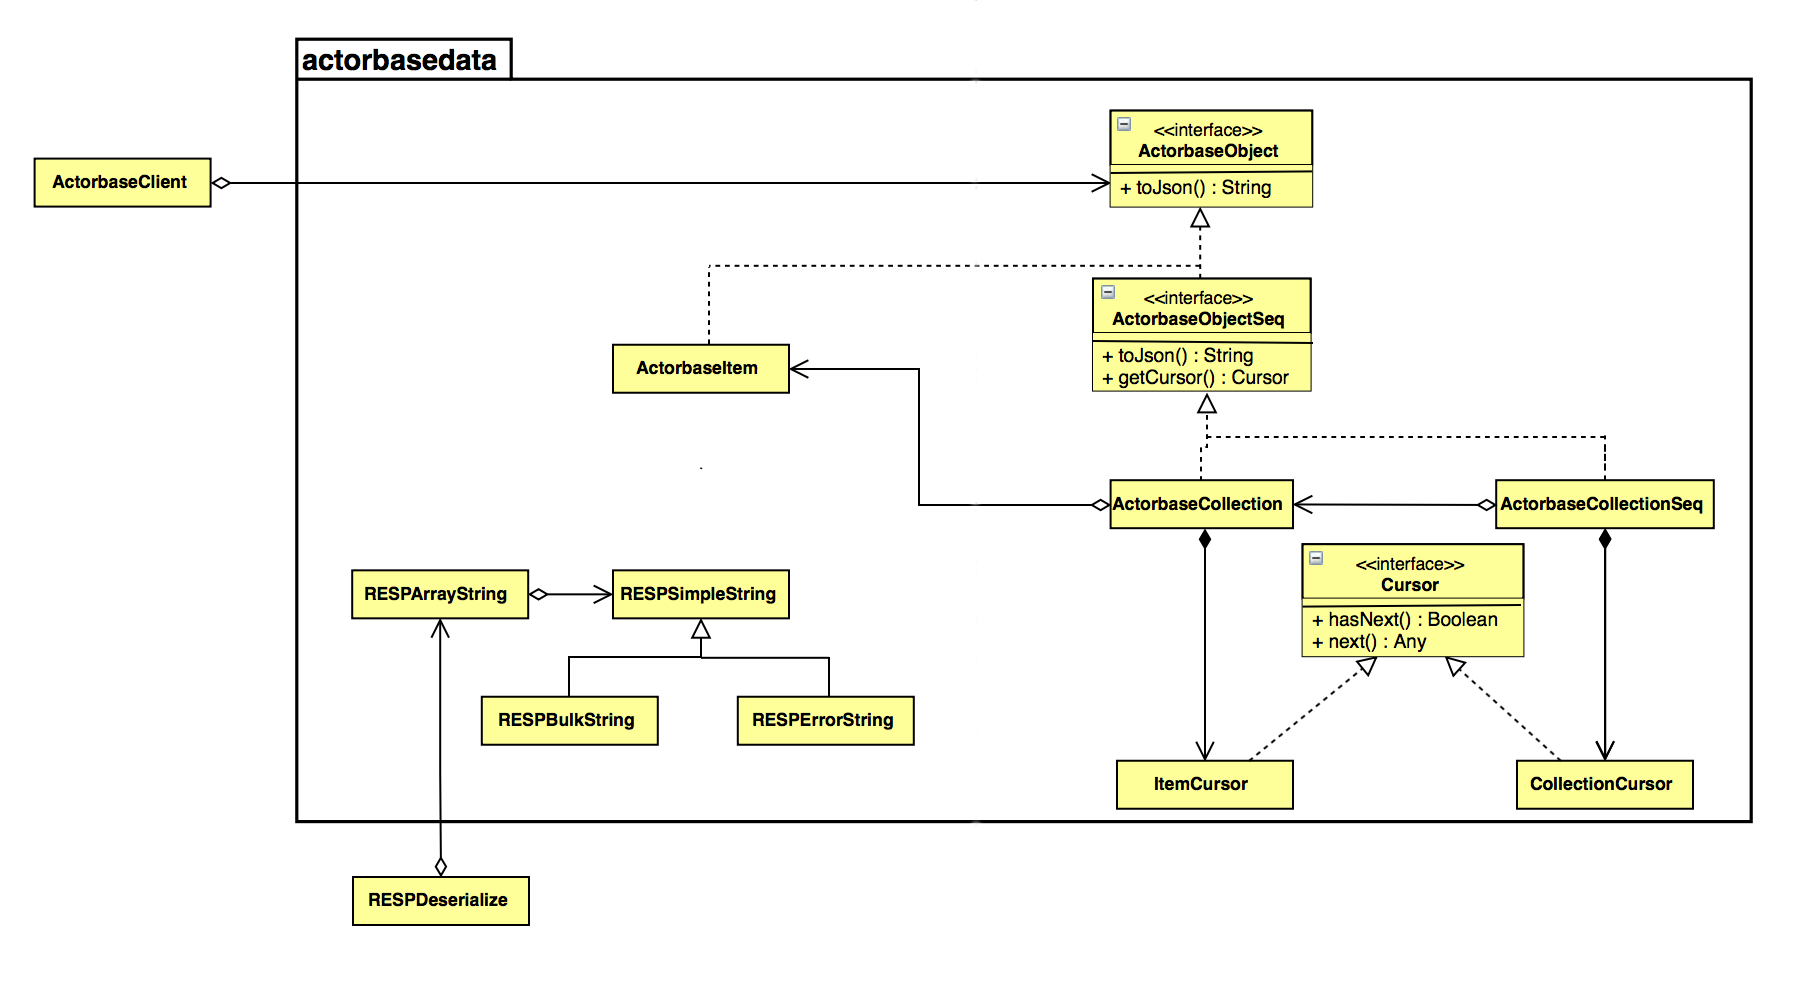 actorbasedata
<<interface>>
ActorbaseObject
+ toJson() : String
ActorbaseClient
<<interface>>
ActorbaseObjectSeq
+ toJson() : String
+ getCursor() : Cursor
ActorbaseItem
ActorbaseCollection
ActorbaseCollectionSeq
<<interface>>
Cursor
+ hasNext() : Boolean
+ next() : Any
RESPArrayString
RESPSimpleString
RESPBulkString
RESPErrorString
ItemCursor
CollectionCursor
RESPDeserialize